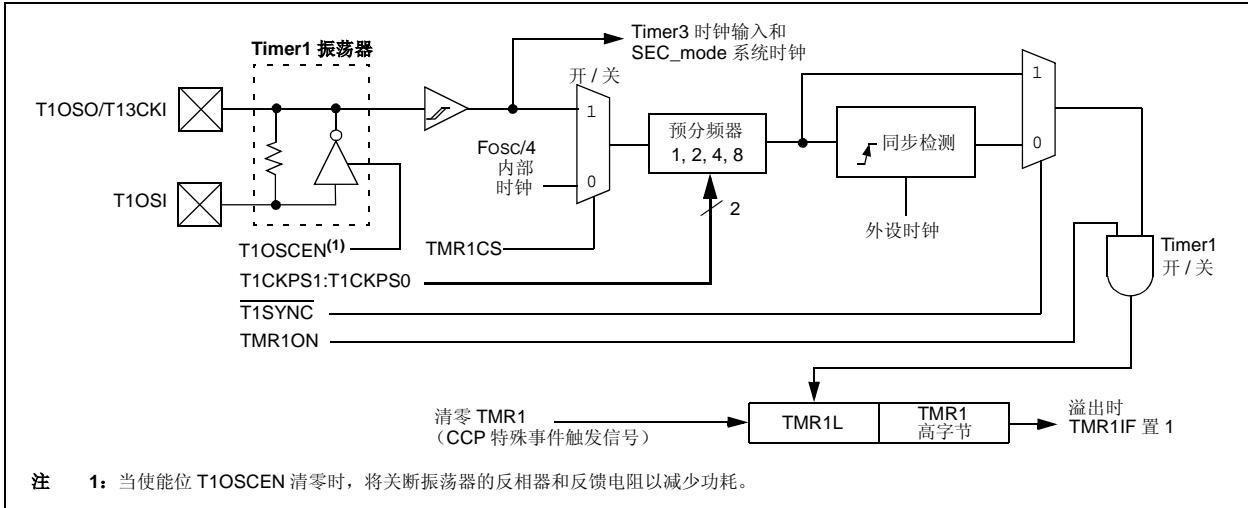 Timer1 振荡器
Timer3 时钟输入和
SEC_mode 系统时钟
开 / 关
T1OSO/T13CKI
1
FOSC/4
内部
时钟
0
预分频器
1, 2, 4, 8
2
同步检测
1
0
外设时钟
T1OSI
T1OSCEN(1)
TMR1CS
T1CKPS1:T1CKPS0
T1SYNC
TMR1ON
Timer1
开 / 关
清零 TMR1
（CCP 特殊事件触发信号）
TMR1L
TMR1
高字节
溢出时
TMR1IF 置 1
注 1: 当使能位 T1OSCEN 清零时，将关断振荡器的反相器和反馈电阻以减少功耗。